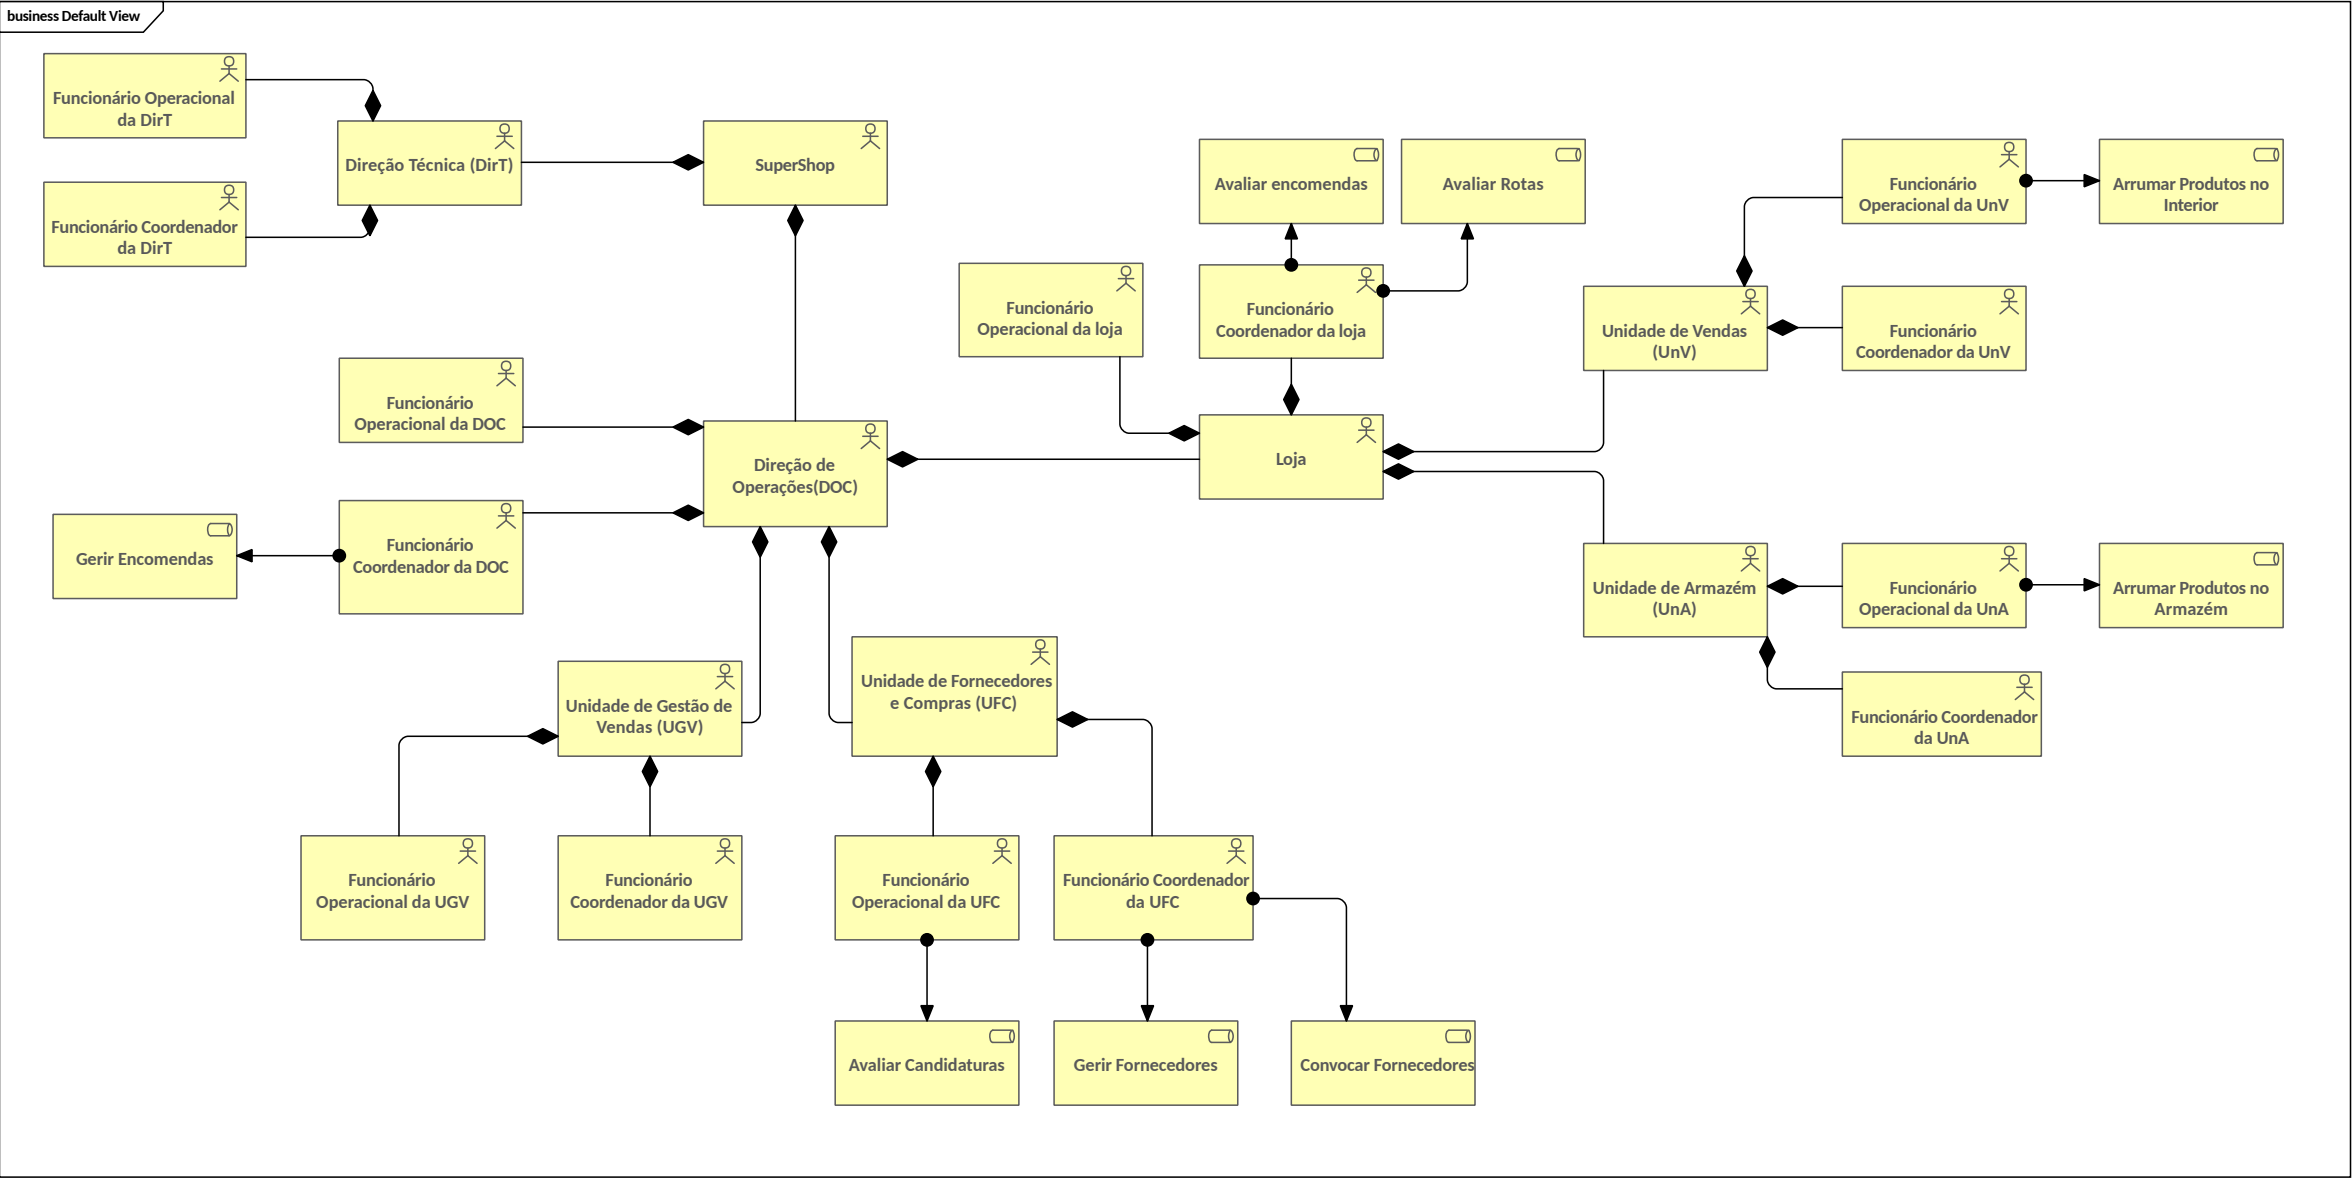 business Default View
Funcionário Operacional
da DirT
Funcionário Coordenador
da DirT
Direção Técnica (DirT)
SuperShop
Avaliar encomendas
Avaliar Rotas
Funcionário
Operacional da UnV
Arrumar Produtos no
Interior
Funcionário
Operacional da loja
Funcionário
Coordenador da loja
Unidade de Vendas
(UnV)
Funcionário
Coordenador da UnV
Funcionário
Operacional da DOC
Direção de
Operações(DOC)
Loja
Gerir Encomendas
Funcionário
Coordenador da DOC
Unidade de Armazém
(UnA)
Funcionário
Operacional da UnA
Arrumar Produtos no
Armazém
Unidade de Gestão de
Vendas (UGV)
Unidade de Fornecedores
e Compras (UFC)
Funcionário Coordenador
da UnA
Funcionário
Operacional da UGV
Funcionário
Coordenador da UGV
Funcionário
Operacional da UFC
Funcionário Coordenador
da UFC
Avaliar Candidaturas
Gerir Fornecedores
Convocar Fornecedores